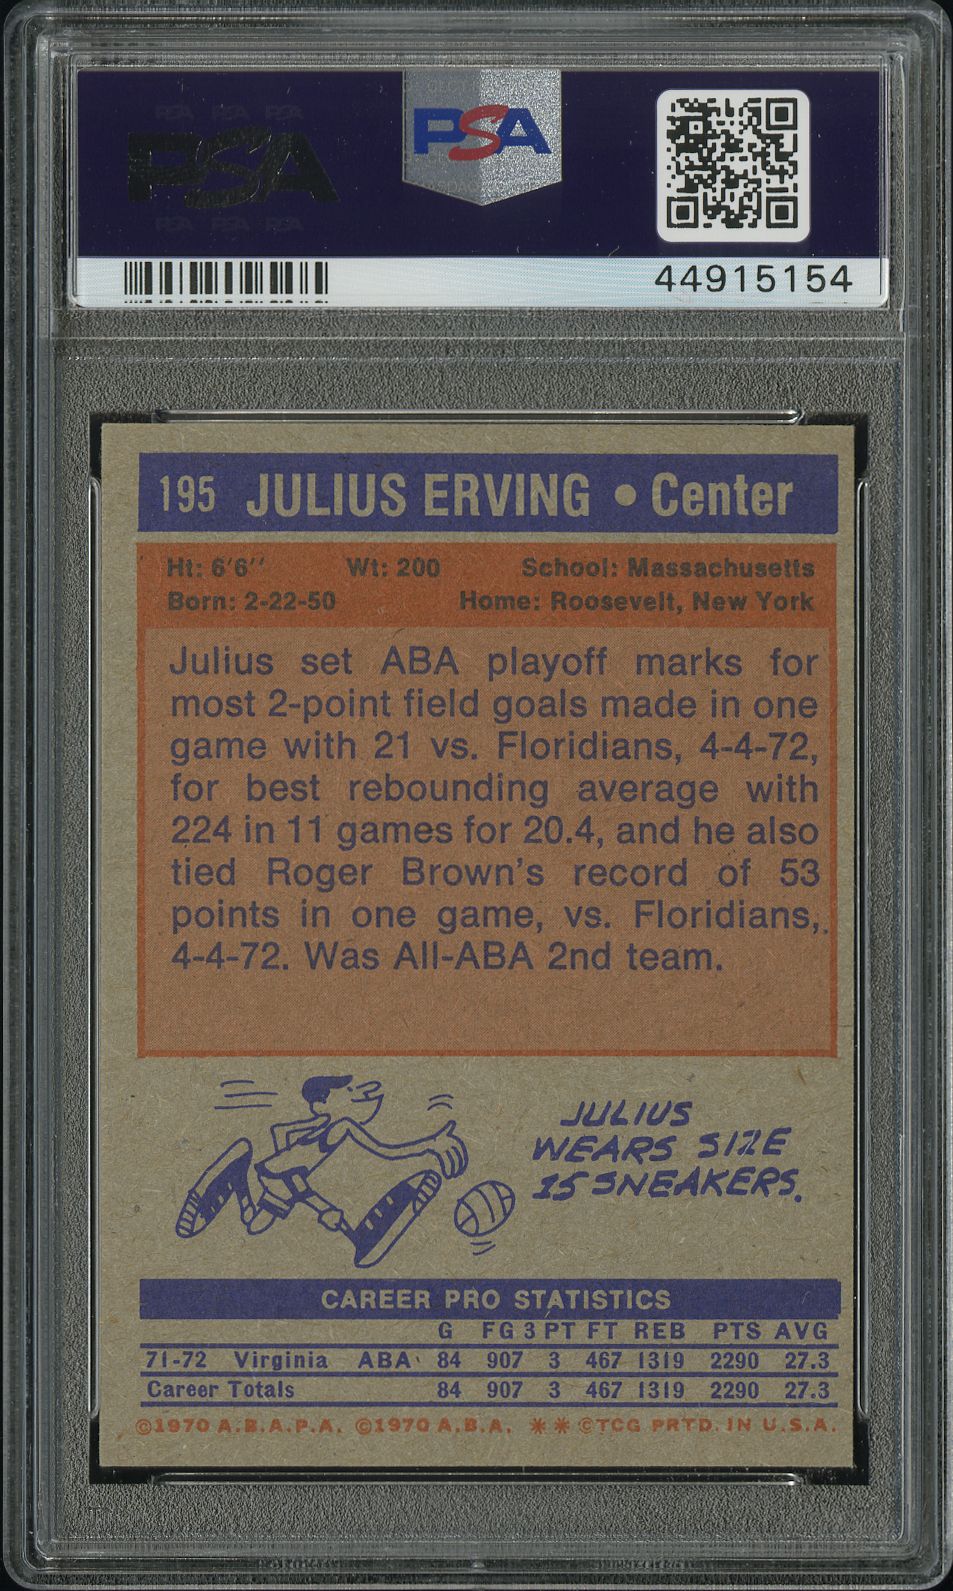 PSA
PSA
44915154
195 JULIUS ERVING • Center
Ht: 6'6'' Wt: 200 School: Massachusetts
Born: 2-22-50 Home: Roosevelt, New York
Julius set ABA playoff marks for
most 2-point field goals made in one
game with 21 vs. Floridians, 4-4-72,
for best rebounding average with
224 in 11 games for 20.4, and he also
tied Roger Brown's record of 53
points in one game, vs. Floridians,
4-4-72. Was All-ABA 2nd team.
JULIUS
WEARS SIZE
15 SNEAKERS.
CAREER PRO STATISTICS
G FG 3 PT FT REB PTS AVG
71-72 Virginia ABA 84 907 3 467 1319 2290 27.3
Career Totals 84 907 3 467 1319 2290 27.3
©1970 A.B.A.P.A. ©1970 A.B.A. ** ©TCG PRTD. IN U.S.A.